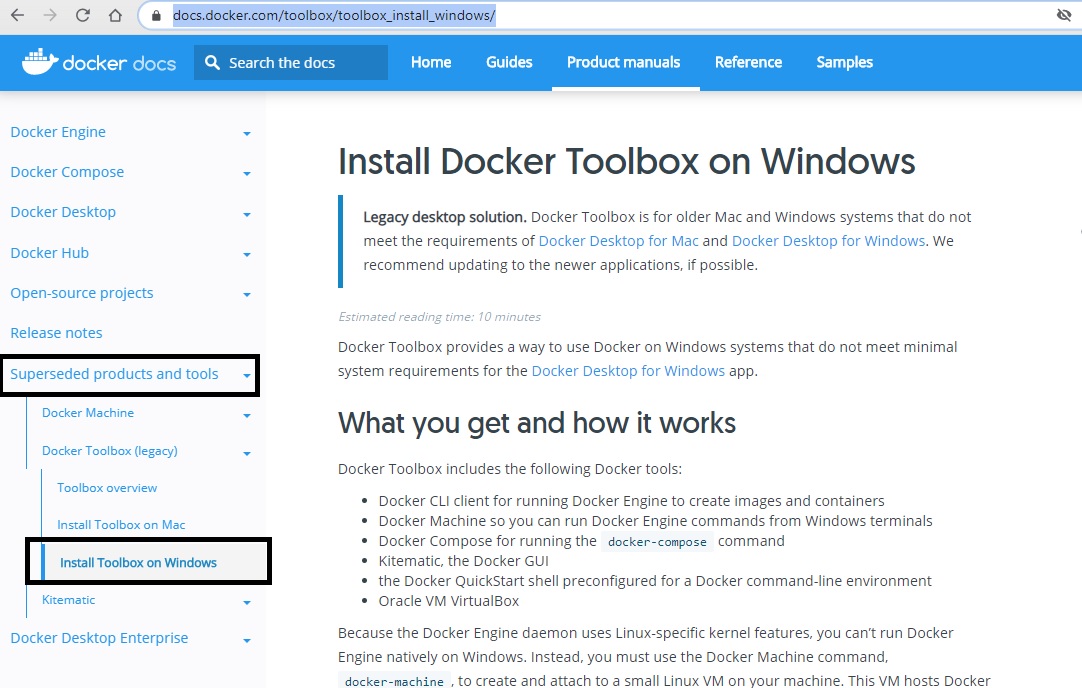 docs.docker.com/toolbox/toolbox_install_windows/
docker docs
Search the docs
Home
Guides
Product manuals
Reference
Samples
Docker Engine
Docker Compose
Docker Desktop
Docker Hub
Open-source projects
Release notes
Superseded products and tools
Docker Machine
Docker Toolbox (legacy)
Toolbox overview
Install Toolbox on Mac
Install Toolbox on Windows
Kitematic
Docker Desktop Enterprise
Install Docker Toolbox on Windows
Legacy desktop solution. Docker Toolbox is for older Mac and Windows systems that do not
meet the requirements of Docker Desktop for Mac and Docker Desktop for Windows. We
recommend updating to the newer applications, if possible.
Estimated reading time: 10 minutes
Docker Toolbox provides a way to use Docker on Windows systems that do not meet minimal
system requirements for the Docker Desktop for Windows app.
What you get and how it works
Docker Toolbox includes the following Docker tools:
• Docker CLI client for running Docker Engine to create images and containers
• Docker Machine so you can run Docker Engine commands from Windows terminals
• Docker Compose for running the docker-compose command
• Kitematic, the Docker GUI
• the Docker QuickStart shell preconfigured for a Docker command-line environment
• Oracle VM VirtualBox
Because the Docker Engine daemon uses Linux-specific kernel features, you can't run Docker
Engine natively on Windows. Instead, you must use the Docker Machine command,
docker-machine , to create and attach to a small Linux VM on your machine. This VM hosts Docker